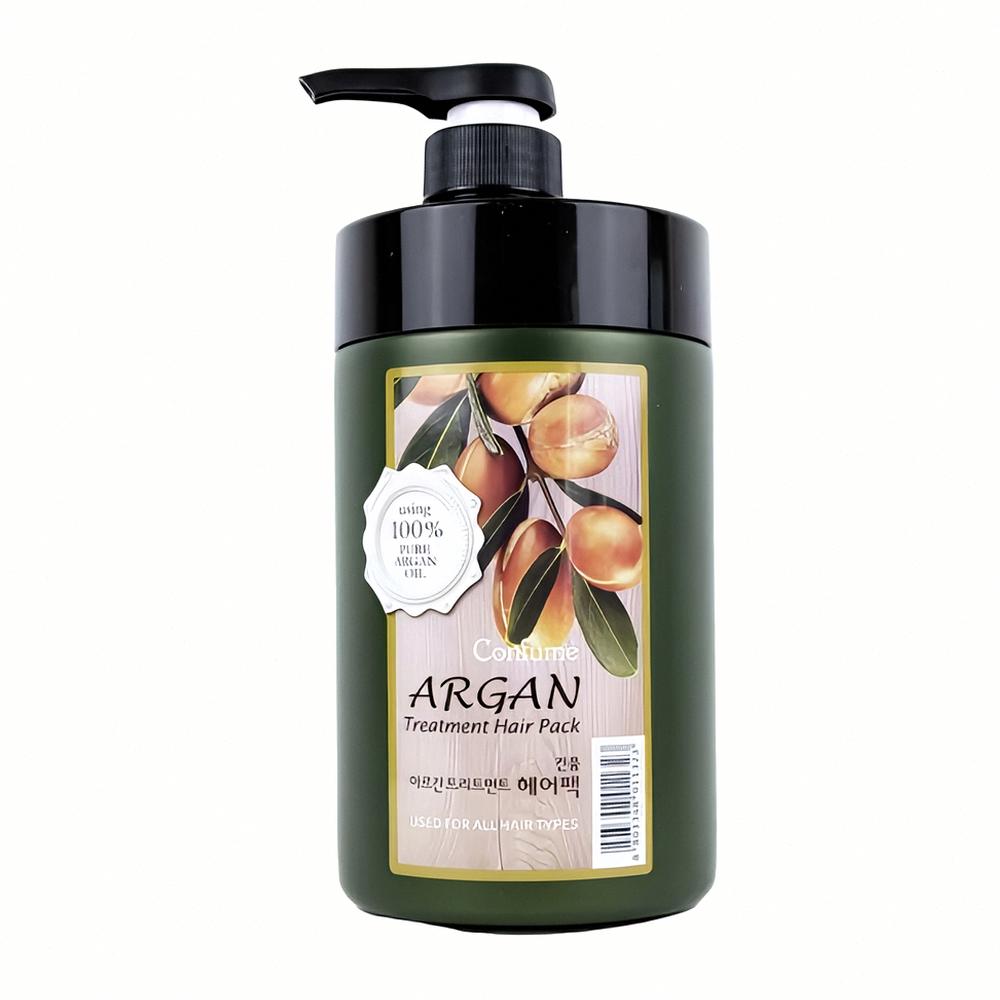 using
100%
PURE
ARGAN
OIL
Confume
ARGAN
Treatment Hair Pack
헤어팩
USED FOR ALL HAIR TYPES